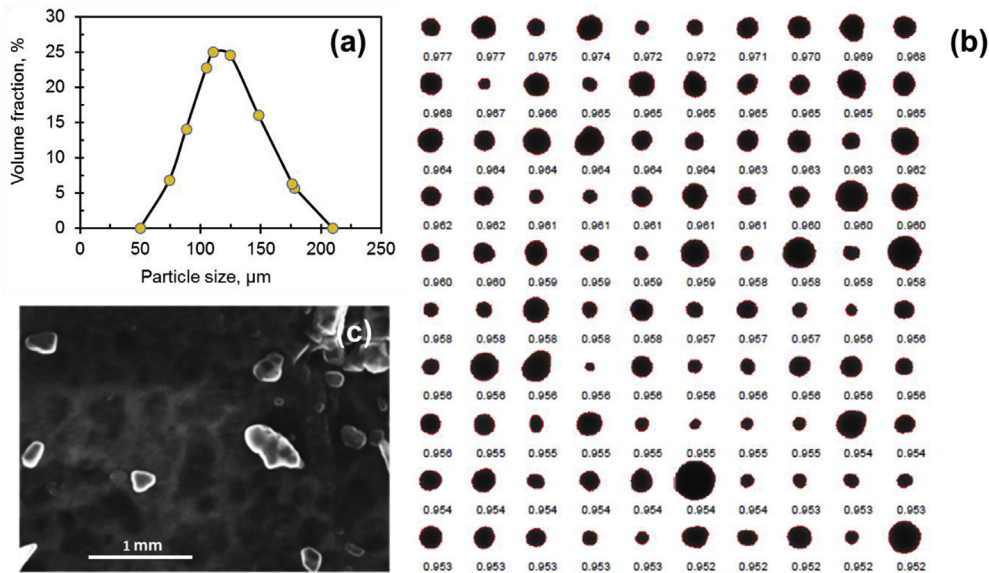 (a)
Volume fraction, %
30
25
20
15
10
5
0
0 50 100 150 200 250
Particle size, µm
(b)
0.977 0.977 0.975 0.974 0.972 0.972 0.971 0.970 0.969 0.968
0.968 0.967 0.966 0.965 0.965 0.965 0.965 0.965 0.965 0.965
0.964 0.964 0.964 0.964 0.964 0.964 0.963 0.963 0.963 0.962
0.962 0.962 0.961 0.961 0.961 0.961 0.961 0.960 0.960 0.960
0.960 0.960 0.959 0.959 0.959 0.959 0.958 0.958 0.958 0.958
0.958 0.958 0.958 0.958 0.958 0.957 0.957 0.957 0.956 0.956
0.956 0.956 0.956 0.956 0.956 0.956 0.956 0.956 0.956 0.956
0.956 0.955 0.955 0.955 0.955 0.955 0.955 0.955 0.954 0.954
0.954 0.954 0.954 0.954 0.954 0.954 0.954 0.953 0.953 0.953
0.953 0.953 0.953 0.953 0.953 0.952 0.952 0.952 0.952 0.952
(c)
1 mm